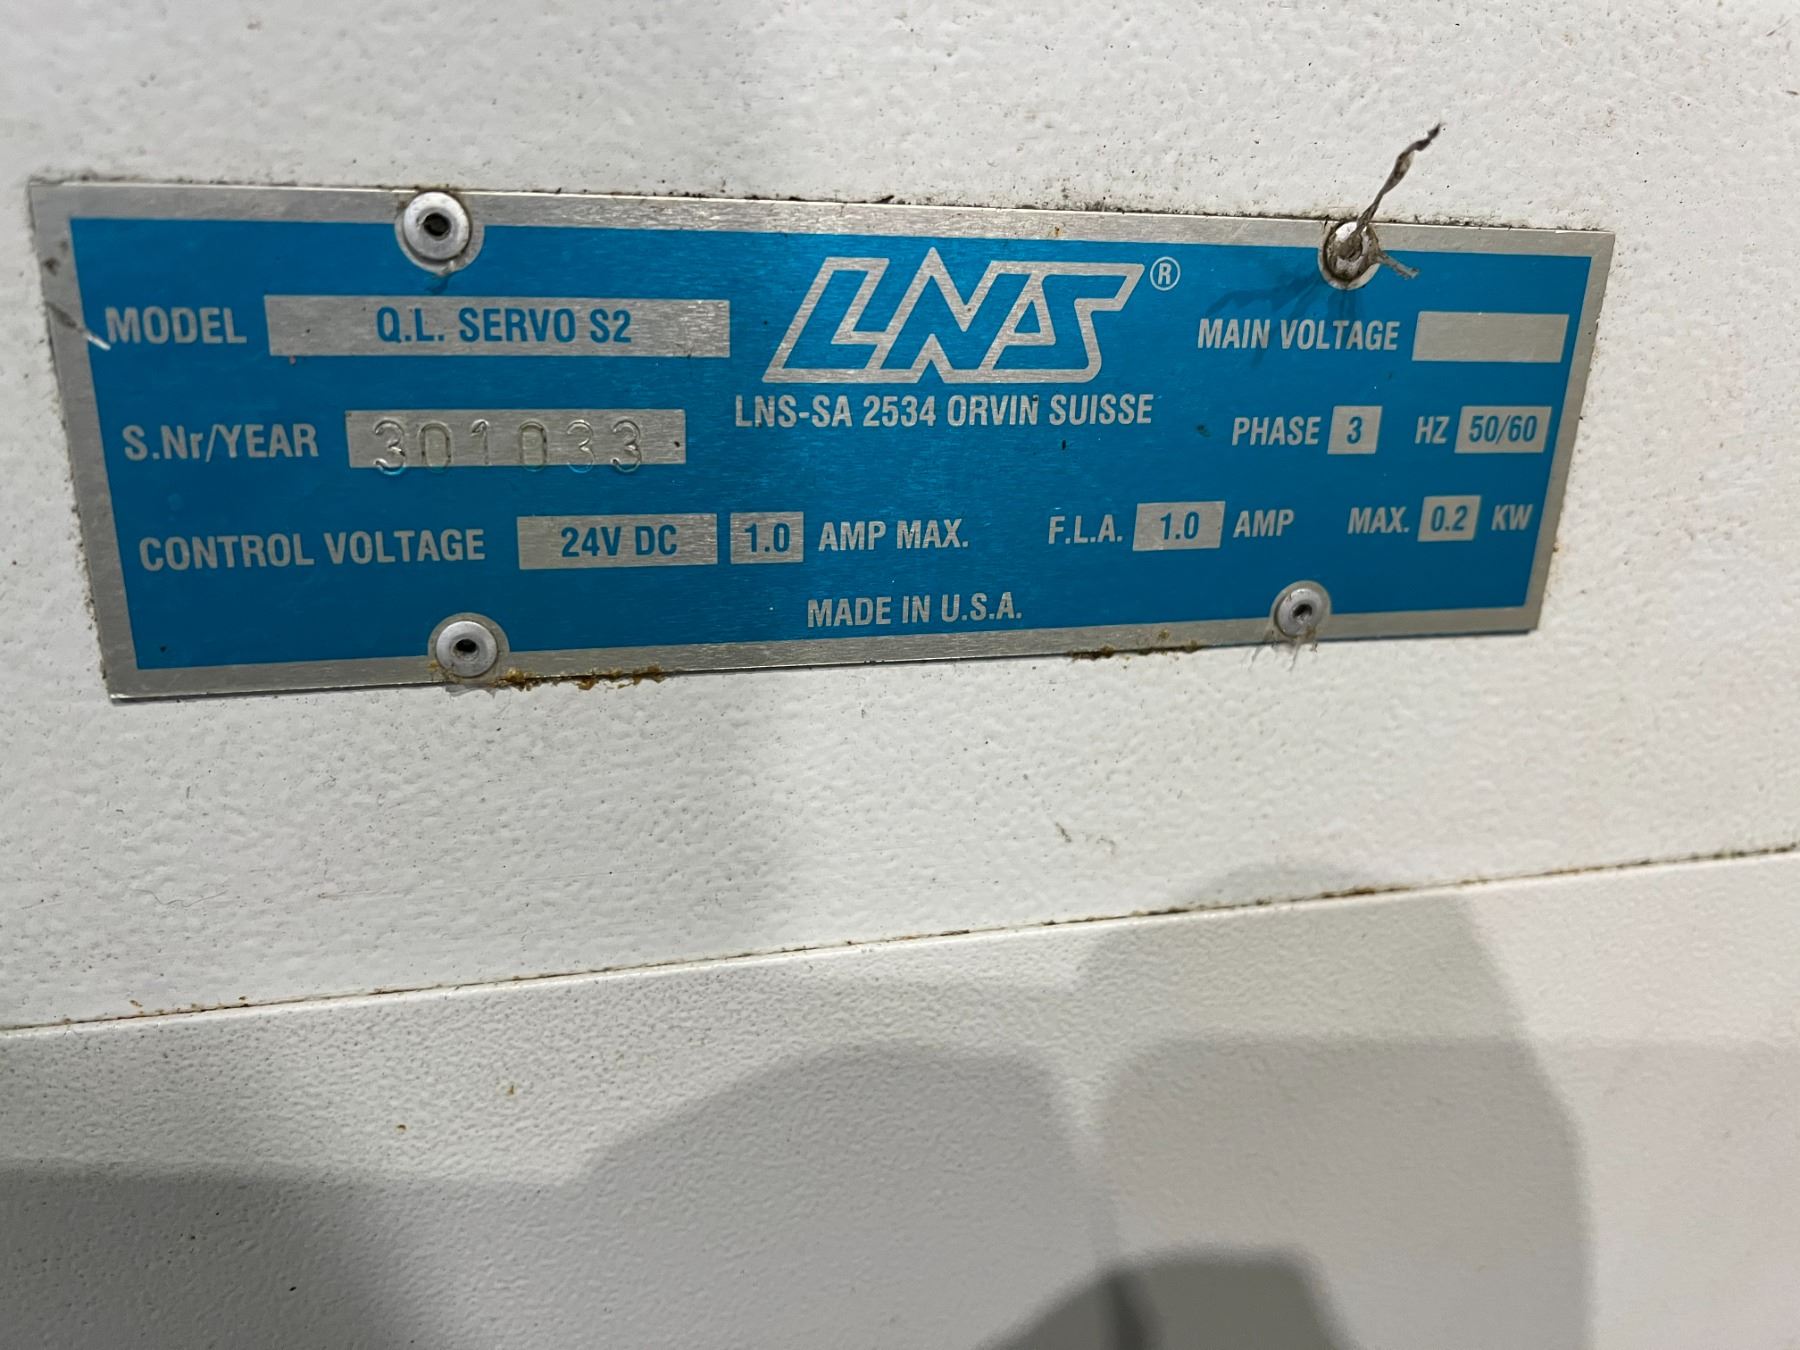 LNS®
MODEL Q.L. SERVO S2
MAIN VOLTAGE
LNS-SA 2534 ORVIN SUISSE
S.Nr/YEAR 301033
PHASE 3 HZ 50/60
CONTROL VOLTAGE 24V DC 1.0 AMP MAX.
F.L.A. 1.0 AMP MAX. 0.2 KW
MADE IN U.S.A.